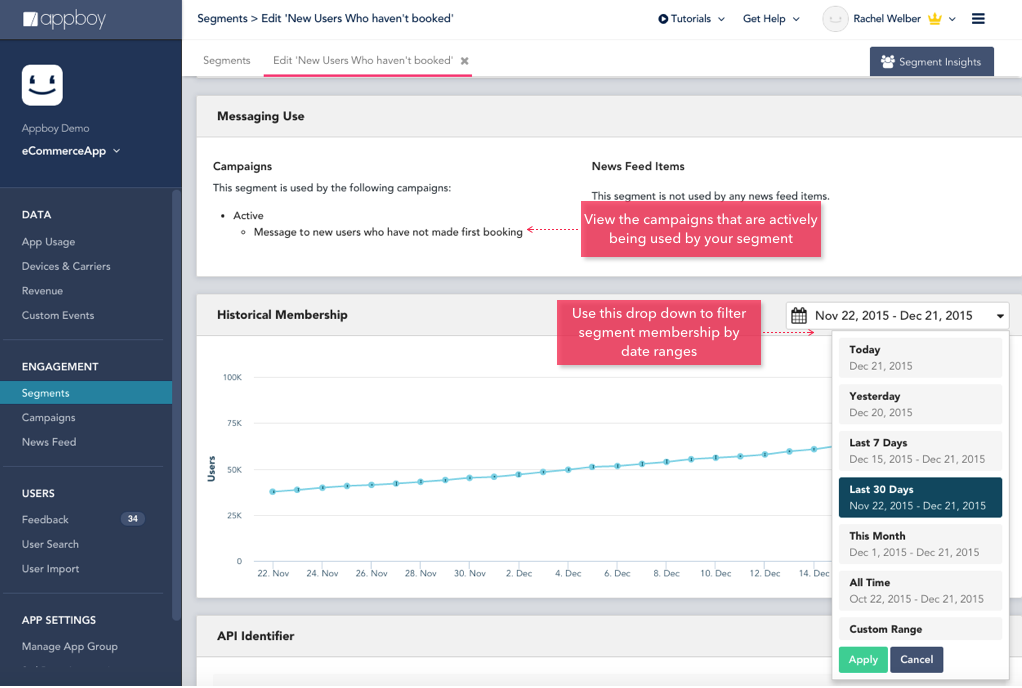 appboy
Segments > Edit 'New Users Who haven't booked'
Tutorials
Get Help
Rachel Welber
Segments
Edit 'New Users Who haven't booked'
Segment Insights
Appboy Demo
eCommerceApp
DATA
App Usage
Devices & Carriers
Revenue
Custom Events
ENGAGEMENT
Segments
Campaigns
News Feed
USERS
Feedback 34
User Search
User Import
APP SETTINGS
Manage App Group
Messaging Use
Campaigns
This segment is used by the following campaigns:
Active
Message to new users who have not made first booking
News Feed Items
This segment is not used by any news feed items.
View the campaigns that are actively
being used by your segment
Historical Membership
Use this drop down to filter
segment membership by
date ranges
Nov 22, 2015 - Dec 21, 2015
Today
Dec 21, 2015
Yesterday
Dec 20, 2015
Last 7 Days
Dec 15, 2015 - Dec 21, 2015
Last 30 Days
Nov 22, 2015 - Dec 21, 2015
This Month
Dec 1, 2015 - Dec 21, 2015
All Time
Oct 22, 2015 - Dec 21, 2015
Custom Range
Apply Cancel
Users
100K
75K
50K
25K
0
22. Nov 24. Nov 26. Nov 28. Nov 30. Nov 2. Dec 4. Dec 6. Dec 8. Dec 10. Dec 12. Dec 14. Dec
API Identifier